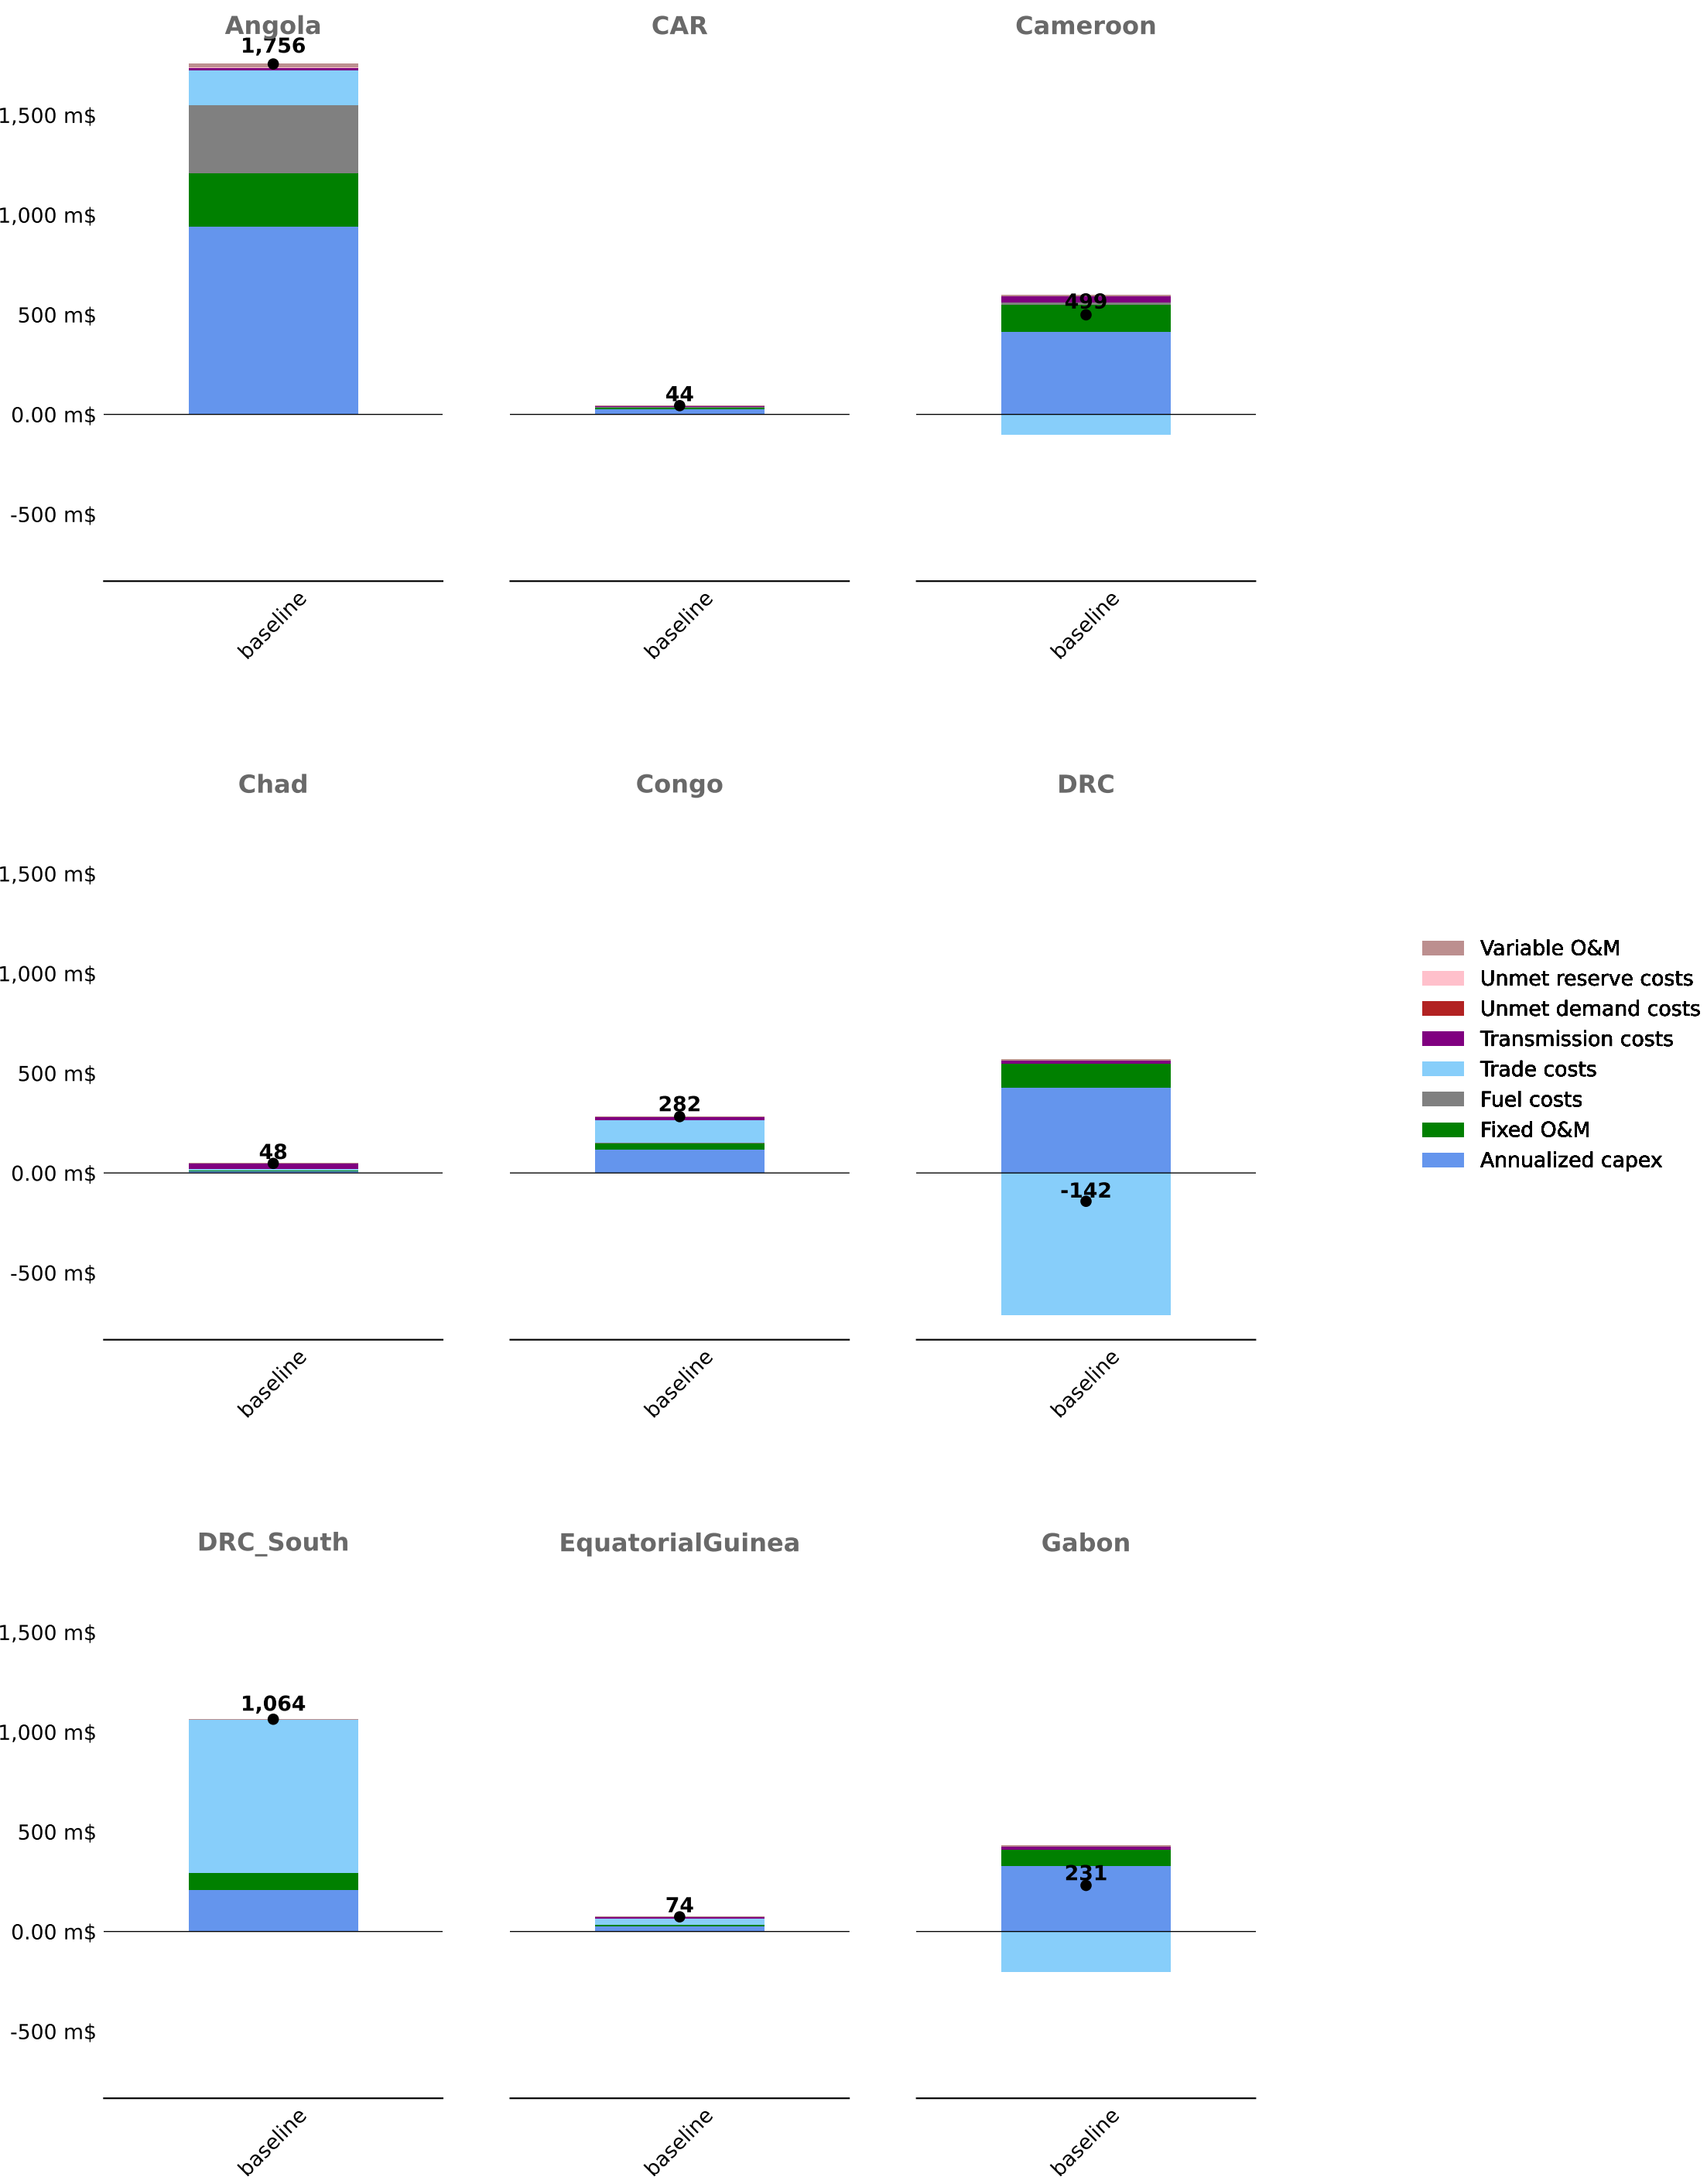 Angola
CAR
Cameroon
1,756
1,500 m$
1,000 m$
500 m$
499
44
0.00 m$
-500 m$
baseline
baseline
baseline
Chad
Congo
DRC
1,500 m$
1,000 m$
500 m$
282
48
0.00 m$
-142
-500 m$
baseline
baseline
baseline
Variable O&M
Unmet reserve costs
Unmet demand costs
Transmission costs
Trade costs
Fuel costs
Fixed O&M
Annualized capex
DRC_South
EquatorialGuinea
Gabon
1,500 m$
1,064
1,000 m$
500 m$
231
74
0.00 m$
-500 m$
baseline
baseline
baseline